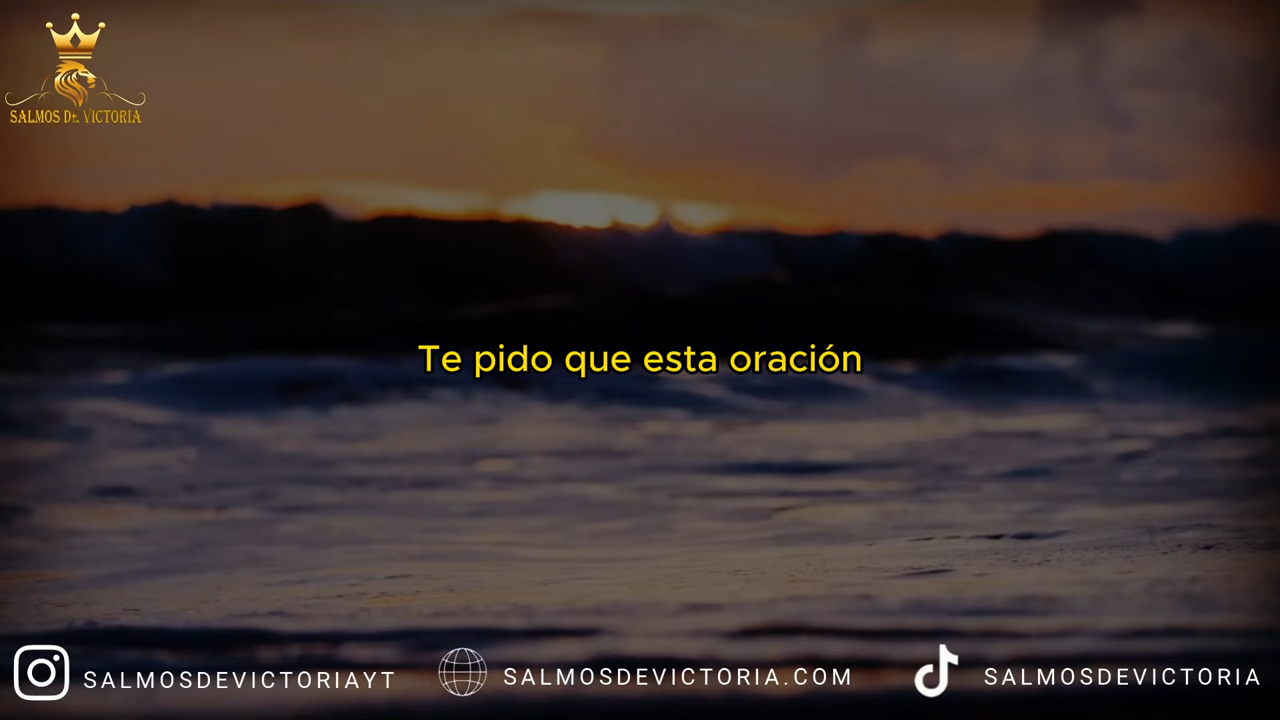 SALMOS DE VICTORIA
Te pido que esta oración
SALMOSDEVICTORIAYT
SALMOSDEVICTORIA.COM
SALMOSDEVICTORIA